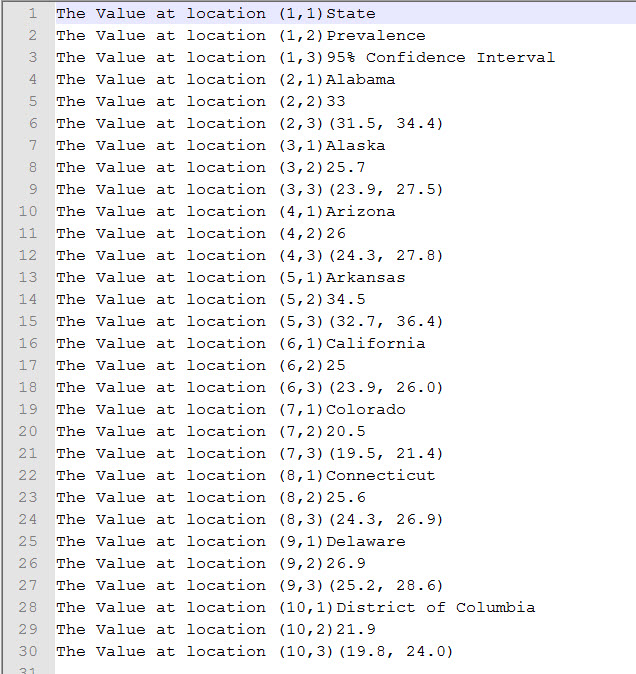 1 The Value at location (1,1)State
2 The Value at location (1,2)Prevalence
3 The Value at location (1,3)95% Confidence Interval
4 The Value at location (2,1)Alabama
5 The Value at location (2,2)33
6 The Value at location (2,3)(31.5, 34.4)
7 The Value at location (3,1)Alaska
8 The Value at location (3,2)25.7
9 The Value at location (3,3)(23.9, 27.5)
10 The Value at location (4,1)Arizona
11 The Value at location (4,2)26
12 The Value at location (4,3)(24.3, 27.8)
13 The Value at location (5,1)Arkansas
14 The Value at location (5,2)34.5
15 The Value at location (5,3)(32.7, 36.4)
16 The Value at location (6,1)California
17 The Value at location (6,2)25
18 The Value at location (6,3)(23.9, 26.0)
19 The Value at location (7,1)Colorado
20 The Value at location (7,2)20.5
21 The Value at location (7,3)(19.5, 21.4)
22 The Value at location (8,1)Connecticut
23 The Value at location (8,2)25.6
24 The Value at location (8,3)(24.3, 26.9)
25 The Value at location (9,1)Delaware
26 The Value at location (9,2)26.9
27 The Value at location (9,3)(25.2, 28.6)
28 The Value at location (10,1)District of Columbia
29 The Value at location (10,2)21.9
30 The Value at location (10,3)(19.8, 24.0)
31